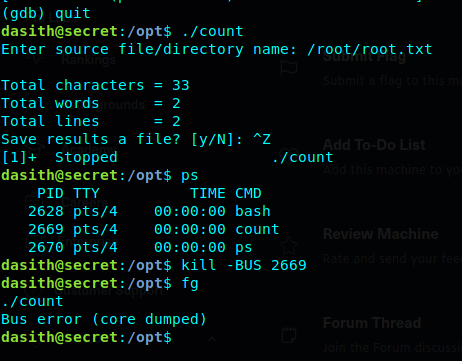 (gdb) quit
dasith@secret:/opt$ ./count
Enter source file/directory name: /root/root.txt
Total characters = 33
Total words      = 2
Total lines      = 2
Save results a file? [y/N]: ^Z
[1]+  Stopped                 ./count
dasith@secret:/opt$ ps
    PID TTY          TIME CMD
   2628 pts/4    00:00:00 bash
   2669 pts/4    00:00:00 count
   2670 pts/4    00:00:00 ps
dasith@secret:/opt$ kill -BUS 2669
dasith@secret:/opt$ fg
./count
Bus error (core dumped)
dasith@secret:/opt$
Rankings
Submit Flag
Submit a flag to this m
Add To-Do List
Add this machine to yo
Review Machine
Rate and send your fee
Forum Thread
Join the Forum discussi